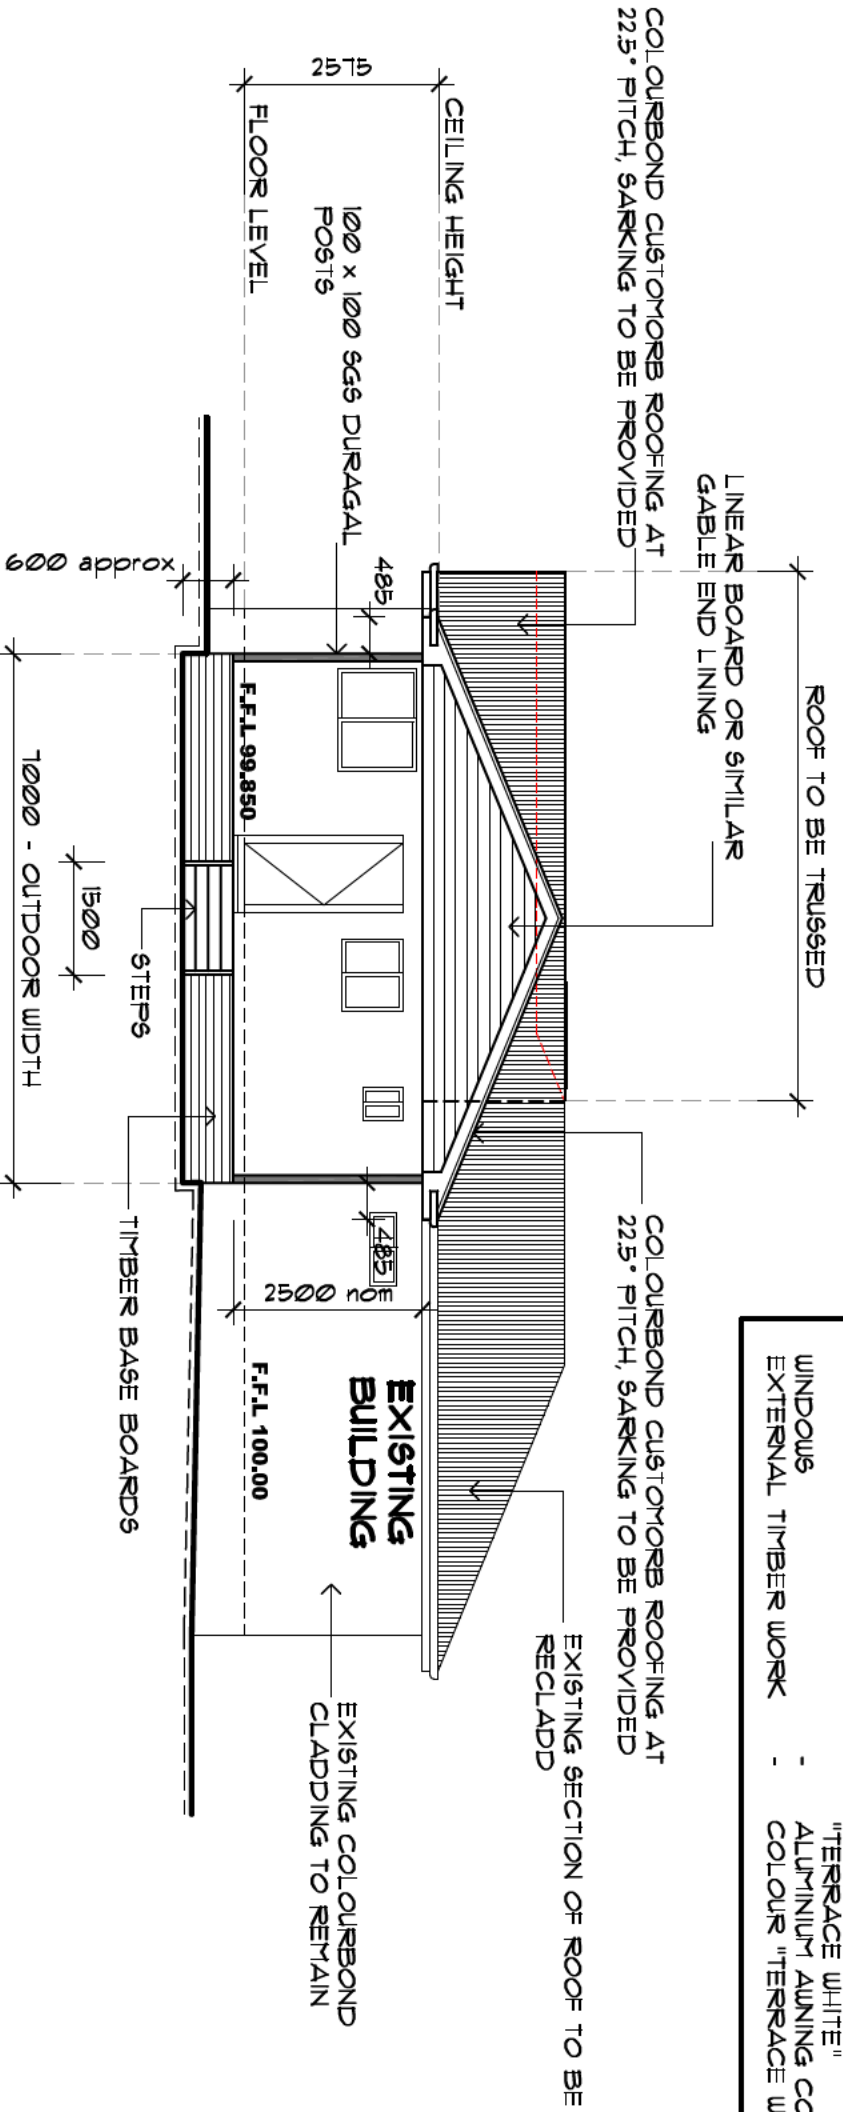 ROOF TO BE TRUSSED
LINEAR BOARD OR SIMILAR
GABLE END LINING
COLOURBOND CUSTOMORB ROOFING AT
22.5° PITCH, SARKING TO BE PROVIDED
COLOURBOND CUSTOMORB ROOFING AT
22.5° PITCH, SARKING TO BE PROVIDED
EXISTING SECTION OF ROOF TO BE
RECLADD
CEILING HEIGHT
2575
FLOOR LEVEL
100 x 100 SGS DURAGAL
POSTS
485
485
2500 nom
EXISTING
BUILDING
EXISTING COLOURBOND
CLADDING TO REMAIN
F.F.L 99.850
F.F.L 100.00
600 approx
STEPS
TIMBER BASE BOARDS
1500
7000 - OUTDOOR WIDTH
"TERRACE WHITE"
WINDOWS - ALUMINIUM AWNING CO
EXTERNAL TIMBER WORK - COLOUR "TERRACE W